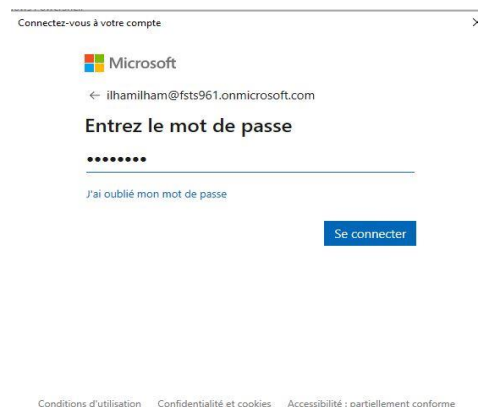 Connectez-vous à votre compte
Microsoft
ilhamilham@fsts961.onmicrosoft.com
Entrez le mot de passe
••••••••
J'ai oublié mon mot de passe
Se connecter
Conditions d'utilisation Confidentialité et cookies Accessibilité : partiellement conforme